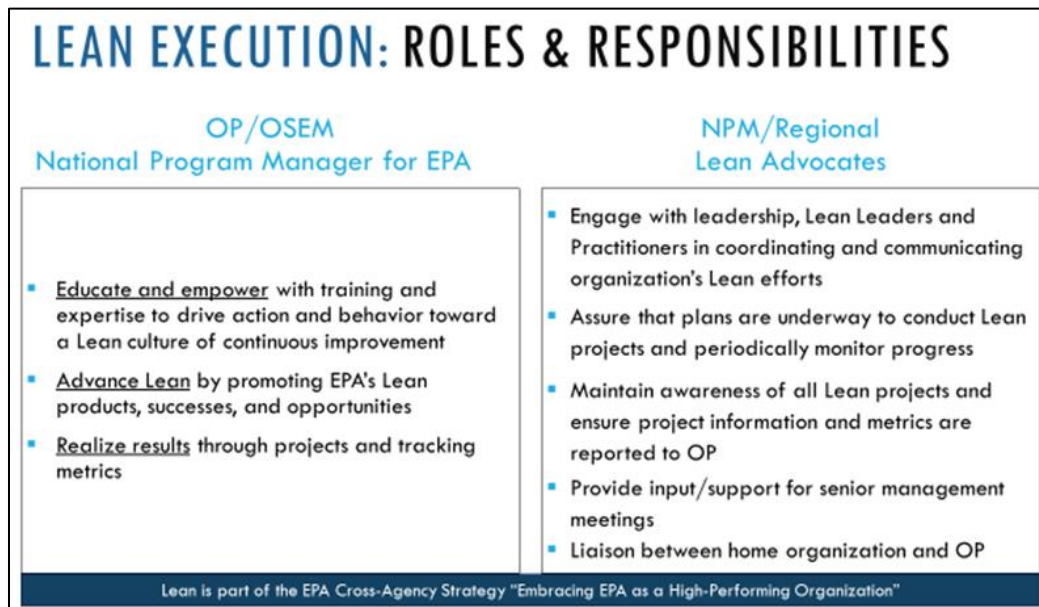 LEAN EXECUTION: ROLES & RESPONSIBILITIES
OP/OSEM
National Program Manager for EPA
▪ Educate and empower with training and
expertise to drive action and behavior toward
a Lean culture of continuous improvement
▪ Advance Lean by promoting EPA's Lean
products, successes, and opportunities
▪ Realize results through projects and tracking
metrics
NPM/Regional
Lean Advocates
▪ Engage with leadership, Lean Leaders and
Practitioners in coordinating and communicating
organization's Lean efforts
▪ Assure that plans are underway to conduct Lean
projects and periodically monitor progress
▪ Maintain awareness of all Lean projects and
ensure project information and metrics are
reported to OP
▪ Provide input/support for senior management
meetings
▪ Liaison between home organization and OP
Lean is part of the EPA Cross-Agency Strategy "Embracing EPA as a High-Performing Organization"